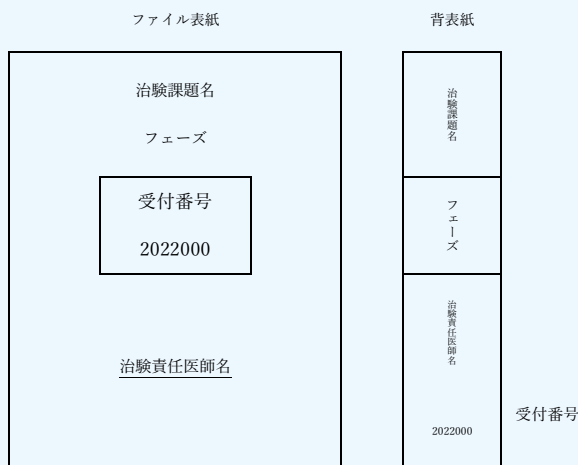 ファイル表紙
治験課題名
フェーズ
受付番号
2022000
治験責任医師名
背表紙
治験課題名
フェーズ
治験責任医師名
2022000
受付番号